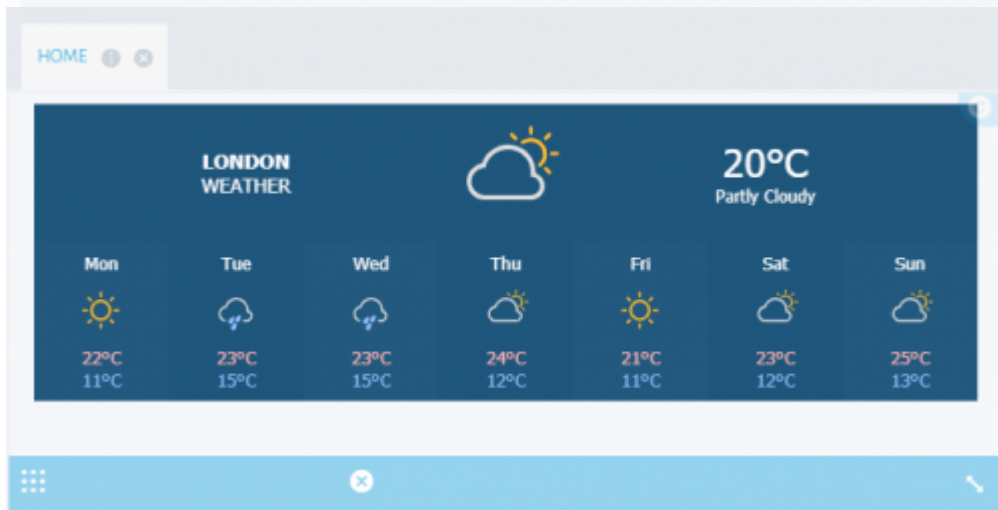 HOME
LONDON
WEATHER
20°C
Partly Cloudy
Mon Tue Wed Thu Fri Sat Sun
22°C 23°C 23°C 24°C 21°C 23°C 25°C
11°C 15°C 15°C 12°C 11°C 12°C 13°C